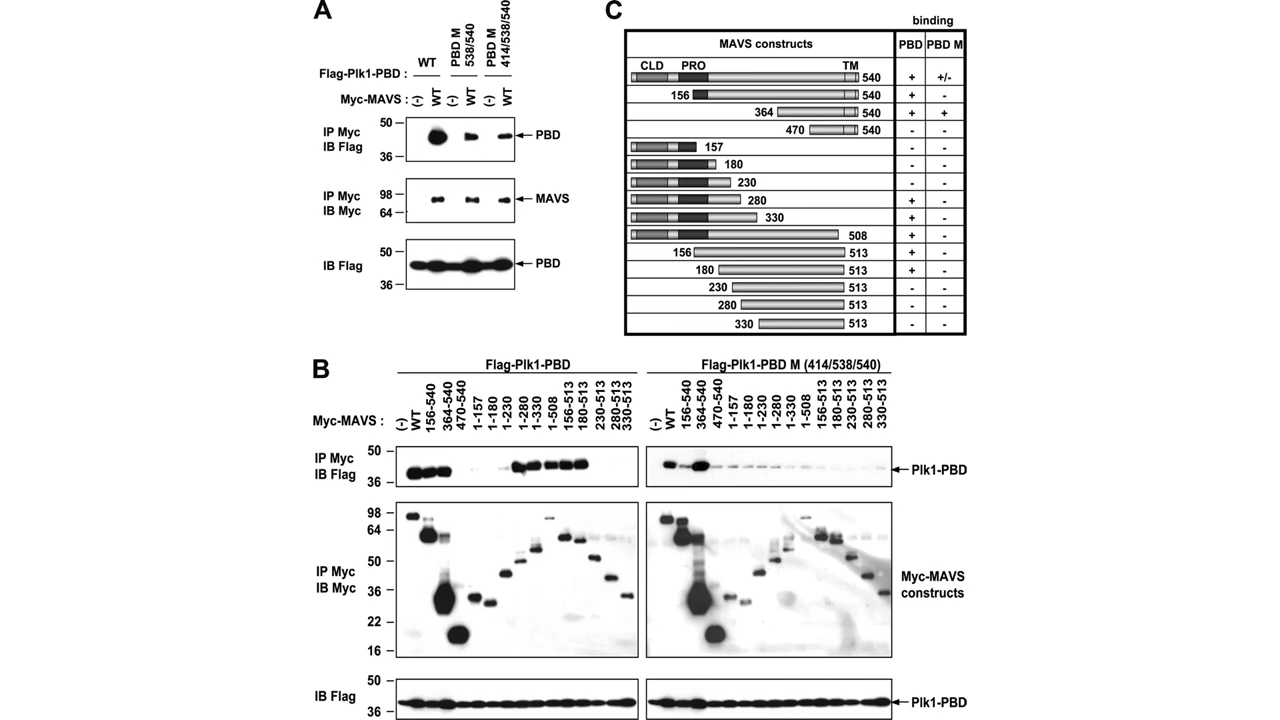 A
WT
PBD M
538/540
PBD M
414/538/540
Flag-Plk1-PBD :
Myc-MAVS : (-) WT (-) WT (-) WT
IP Myc
IB Flag
50
36
PBD
IP Myc
IB Myc
98
64
MAVS
IB Flag
50
36
PBD
C
binding
MAVS constructs PBD PBD M
CLD PRO TM
540 + +/-
156 540 + -
364 540 + +
470 540 - -
157 - -
180 - -
230 - -
280 + -
330 + -
508 + -
156 513 + -
180 513 + -
230 513 - -
280 513 - -
330 513 - -
B
Flag-Plk1-PBD
Flag-Plk1-PBD M (414/538/540)
Myc-MAVS : (-) WT 156-540 364-540 470-540 1-157 1-180 1-230 1-280 1-330 1-508 156-513 180-513 230-513 280-513 330-513
(-) WT 156-540 364-540 470-540 1-157 1-180 1-230 1-280 1-330 1-508 156-513 180-513 230-513 280-513 330-513
IP Myc
IB Flag
50
36
Plk1-PBD
IP Myc
IB Myc
98
64
50
36
22
16
Myc-MAVS
constructs
IB Flag
50
36
Plk1-PBD